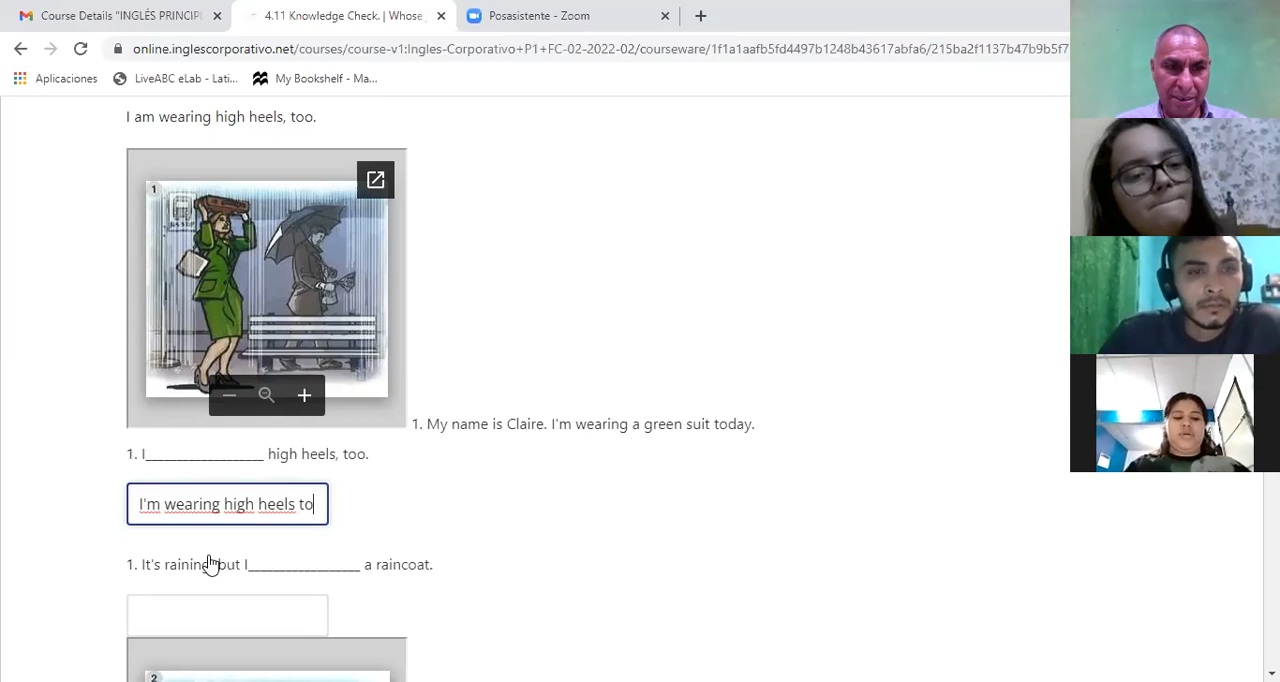 Course Details "INGLÉS PRINCIP
4.11 Knowledge Check. | Whose
Posasistente - Zoom
online.inglescorporativo.net/courses/course-v1:Ingles-Corporativo+P1+FC-02-2022-02/courseware/1f1a1aafb5fd4497b1248b43617abfa6/215ba2f1137b47b9b5f7
Aplicaciones
LiveABC eLab - Lati...
My Bookshelf - Ma...
I am wearing high heels, too.
1
1. My name is Claire. I'm wearing a green suit today.
1. I__________________ high heels, too.
I'm wearing high heels to
1. It's raining but I__________________ a raincoat.
2